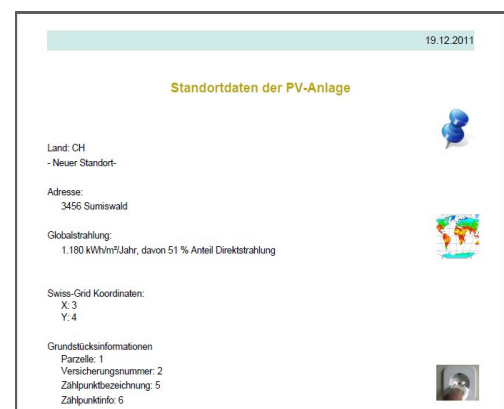 19.12.2011
Standortdaten der PV-Anlage
Land: CH
- Neuer Standort-
Adresse:
3456 Sumiswald
Globalstrahlung:
1.180 kWh/m²/Jahr, davon 51 % Anteil Direktstrahlung
Swiss-Grid Koordinaten:
X: 3
Y: 4
Grundstücksinformationen
Parzelle: 1
Versicherungsnummer: 2
Zählpunktbezeichnung: 5
Zählpunktinfo: 6